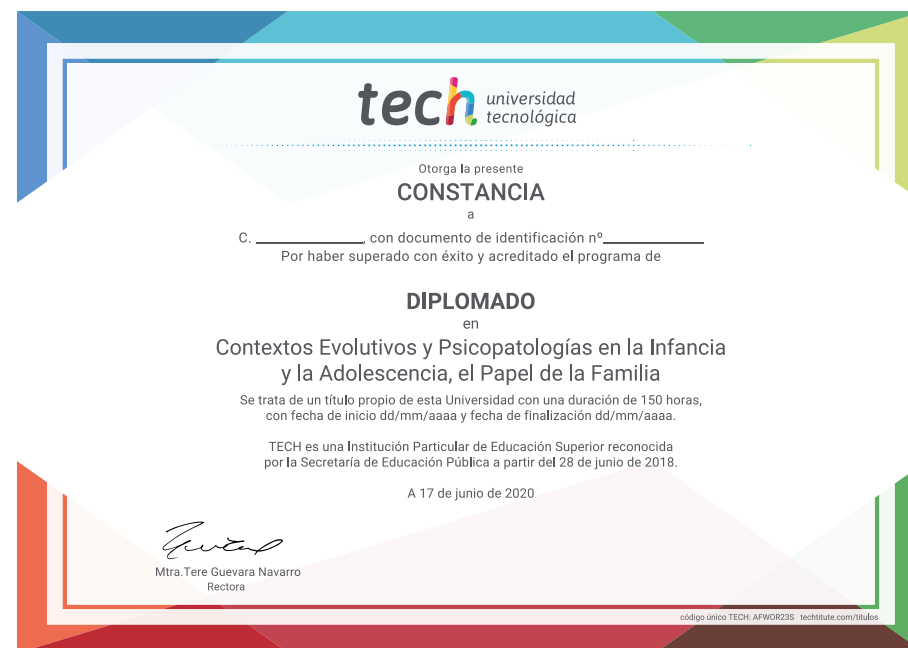 tech universidad
tecnológica
Otorga la presente
CONSTANCIA
a
C. ____________, con documento de identificación nº___________
Por haber superado con éxito y acreditado el programa de
DIPLOMADO
en
Contextos Evolutivos y Psicopatologías en la Infancia
y la Adolescencia, el Papel de la Familia
Se trata de un título propio de esta Universidad con una duración de 150 horas,
con fecha de inicio dd/mm/aaaa y fecha de finalización dd/mm/aaaa.
TECH es una Institución Particular de Educación Superior reconocida
por la Secretaría de Educación Pública a partir del 28 de junio de 2018.
A 17 de junio de 2020
Mtra.Tere Guevara Navarro
Rectora
código único TECH: AFWOR23S techtitute.com/titulos